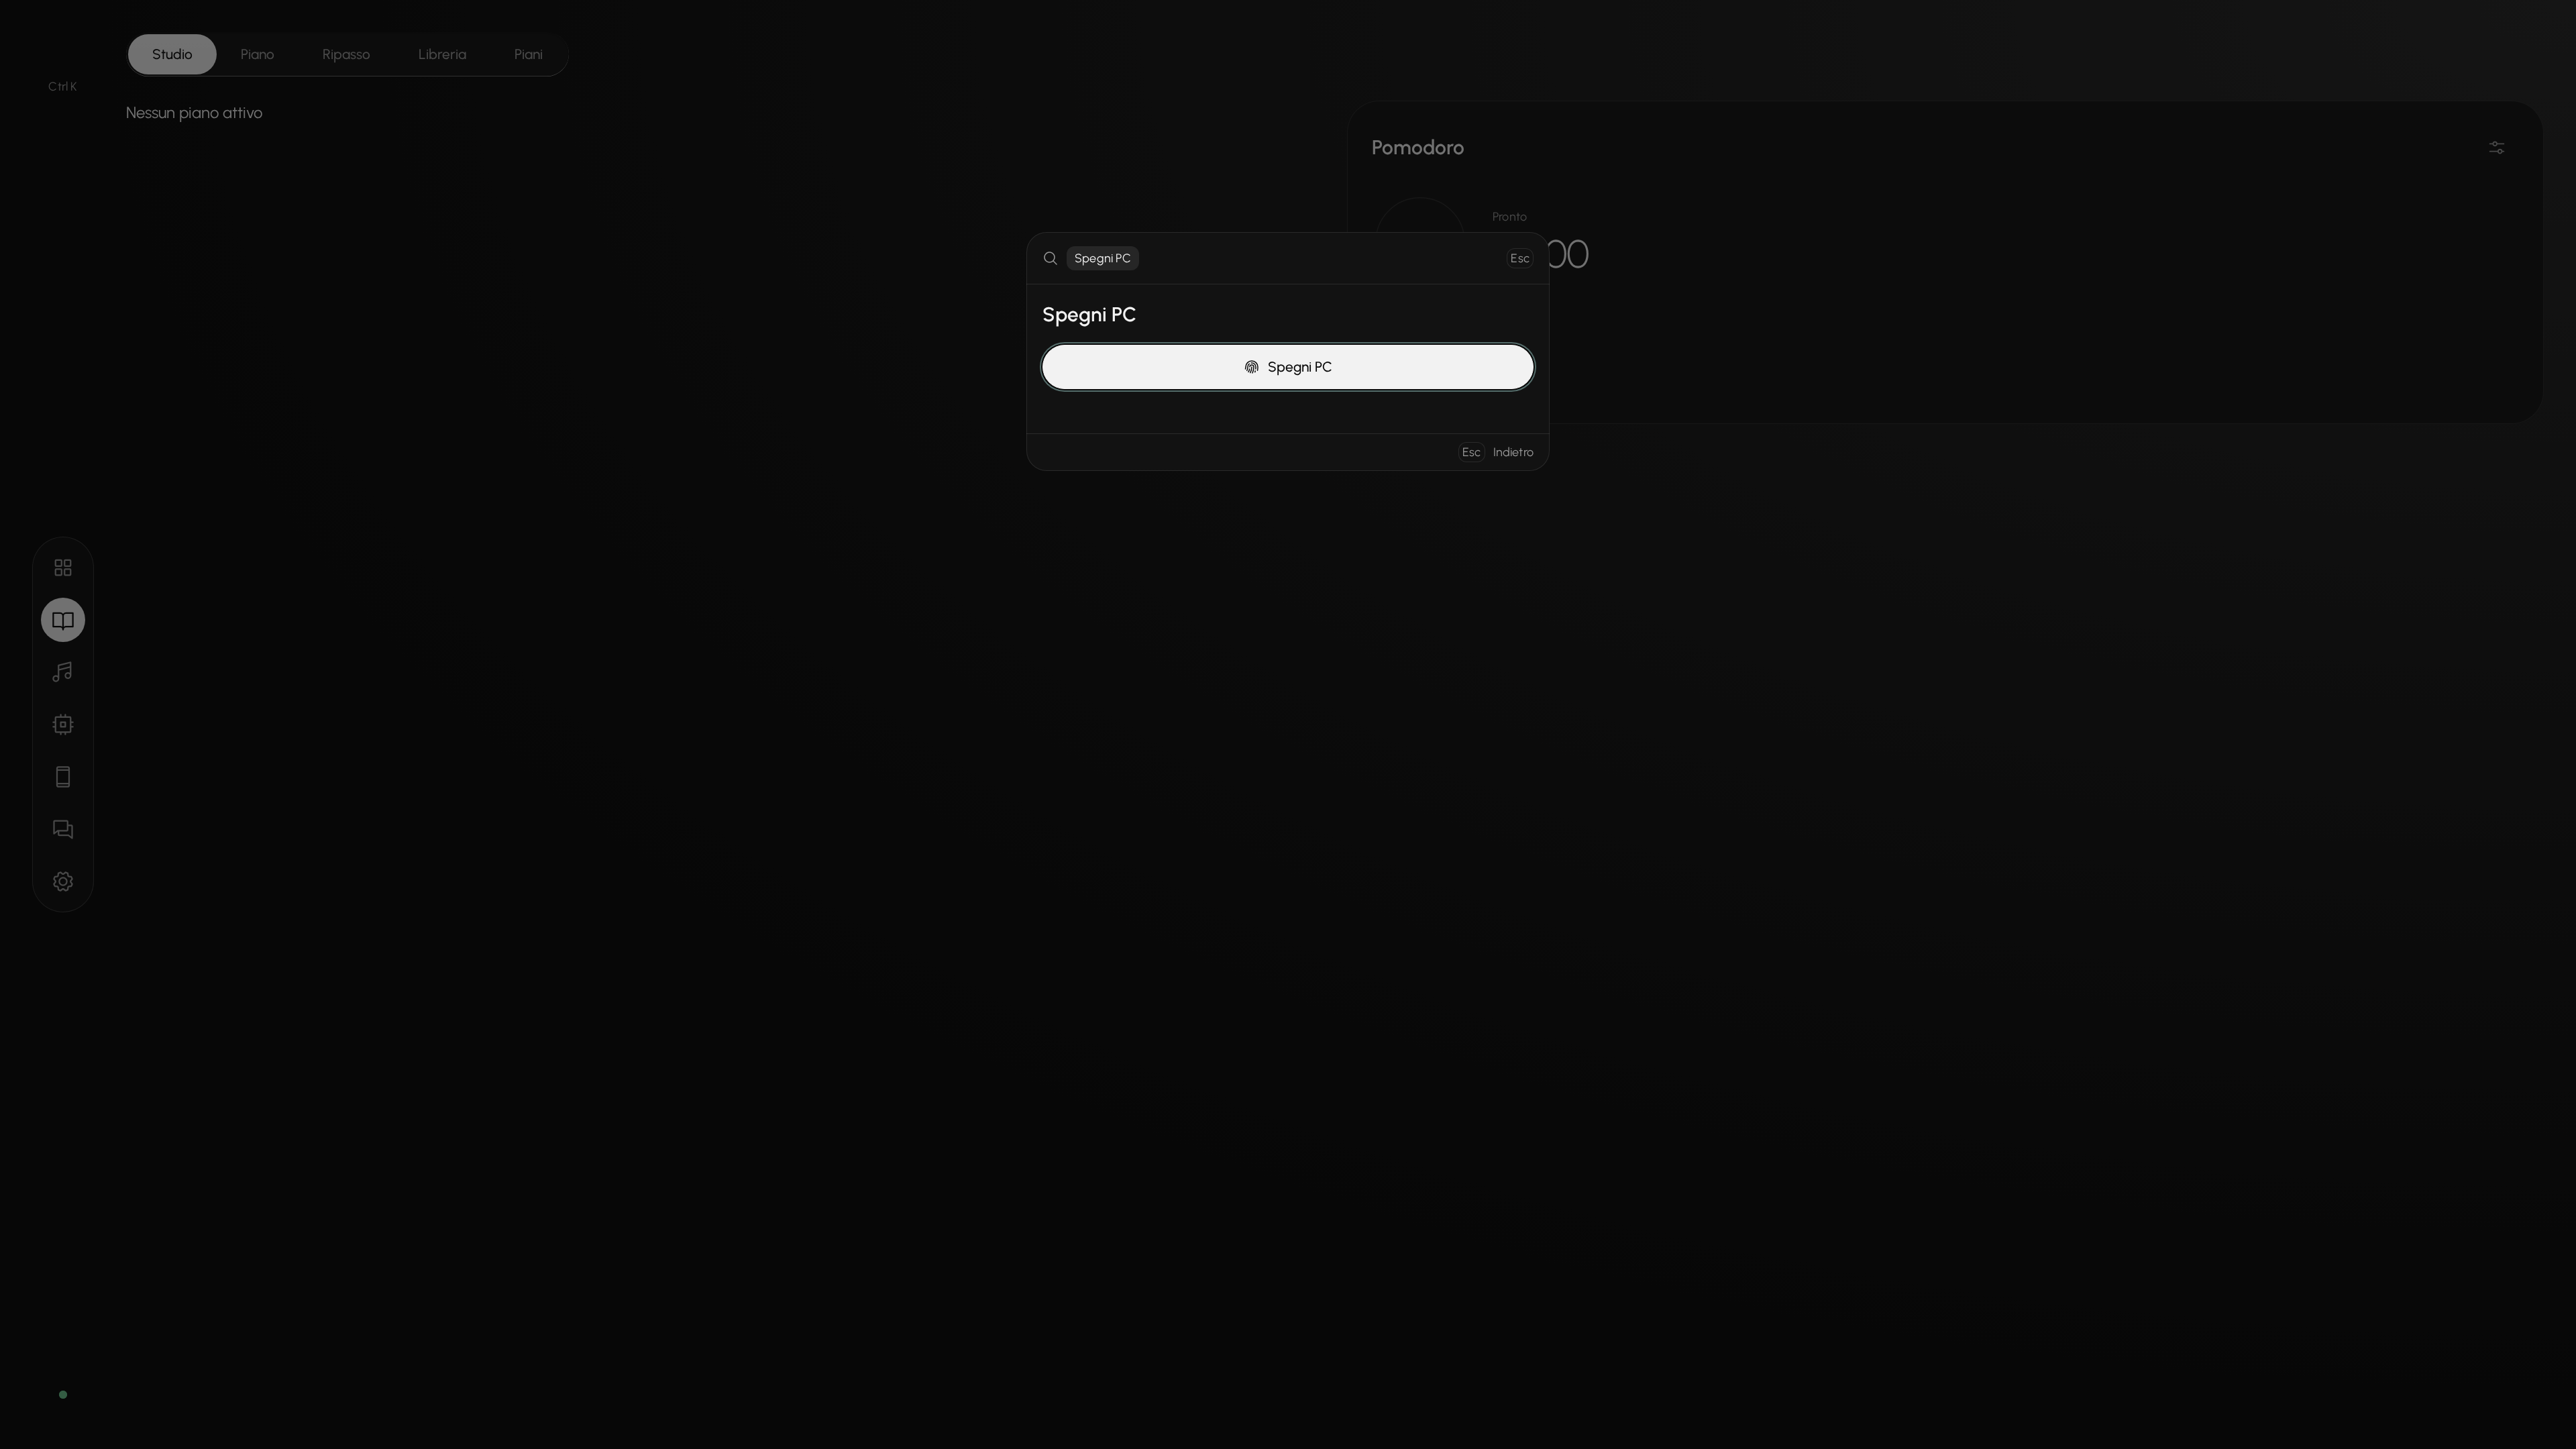 Studio Piano Ripasso Libreria Piani
Ctrl K
Nessun piano attivo
Pomodoro
Pronto
00
Spegni PC Esc
Spegni PC
Spegni PC
Esc Indietro